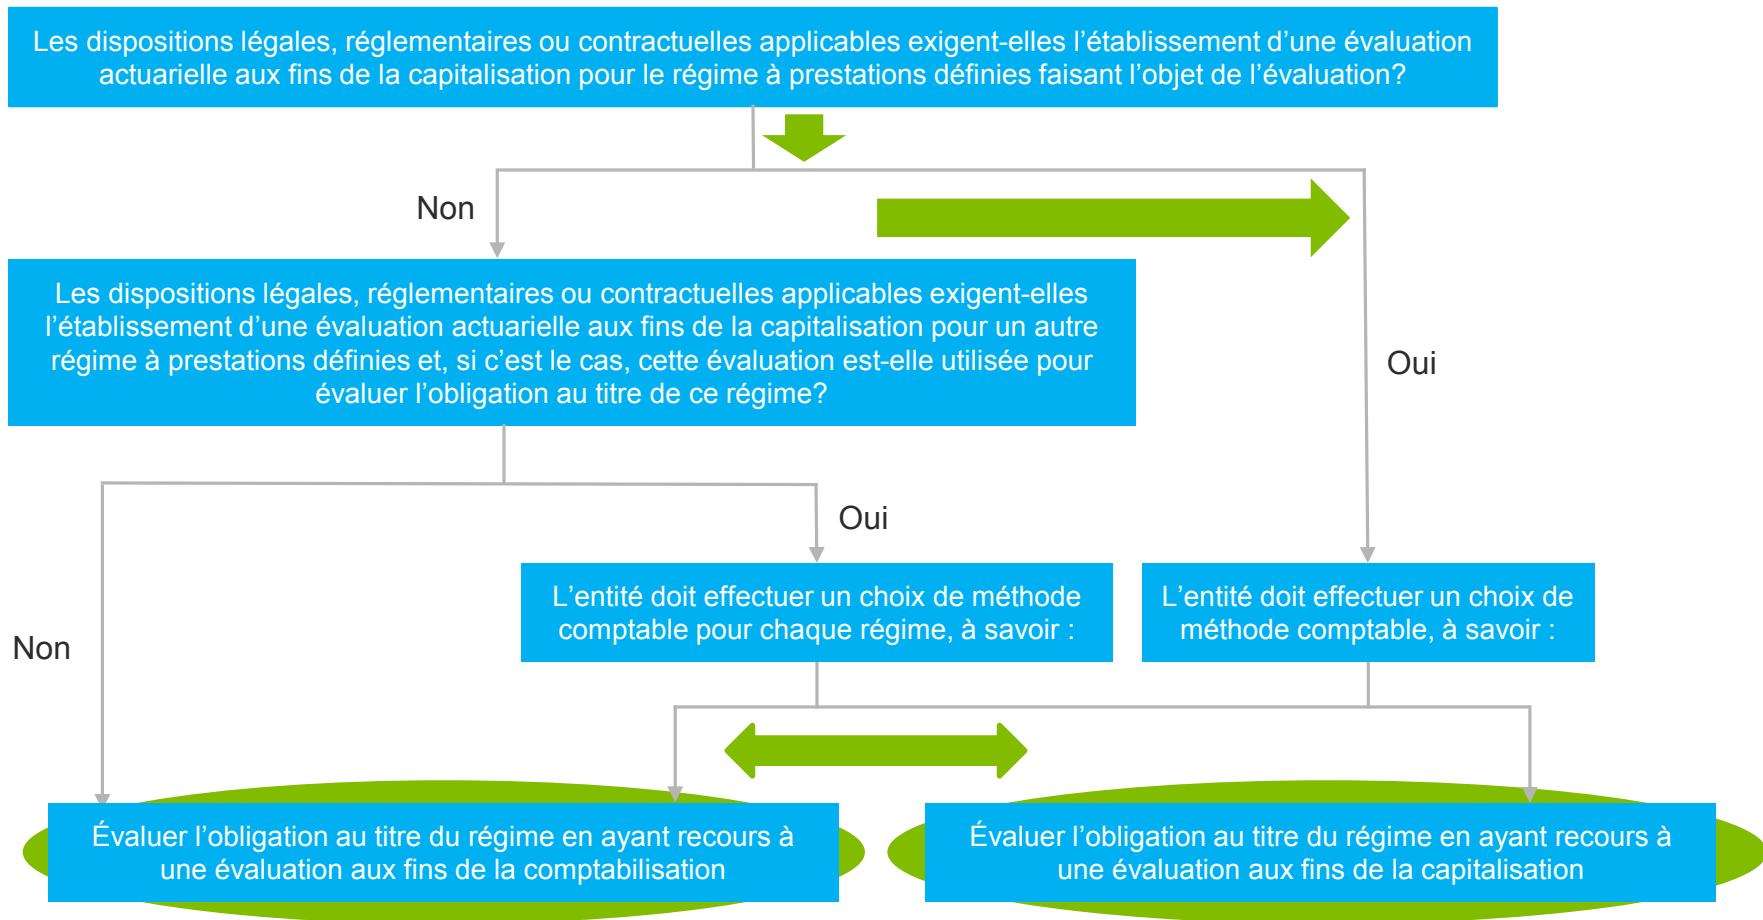 Les dispositions légales, réglementaires ou contractuelles applicables exigent-elles l’établissement d’une évaluation
actuarielle aux fins de la capitalisation pour le régime à prestations définies faisant l’objet de l’évaluation?
Non
Les dispositions légales, réglementaires ou contractuelles applicables exigent-elles
l’établissement d’une évaluation actuarielle aux fins de la capitalisation pour un autre
régime à prestations définies et, si c’est le cas, cette évaluation est-elle utilisée pour
évaluer l’obligation au titre de ce régime?
Oui
Oui
L’entité doit effectuer un choix de méthode
comptable pour chaque régime, à savoir :
L’entité doit effectuer un choix de
méthode comptable, à savoir :
Non
Évaluer l’obligation au titre du régime en ayant recours à
une évaluation aux fins de la comptabilisation
Évaluer l’obligation au titre du régime en ayant recours à
une évaluation aux fins de la capitalisation